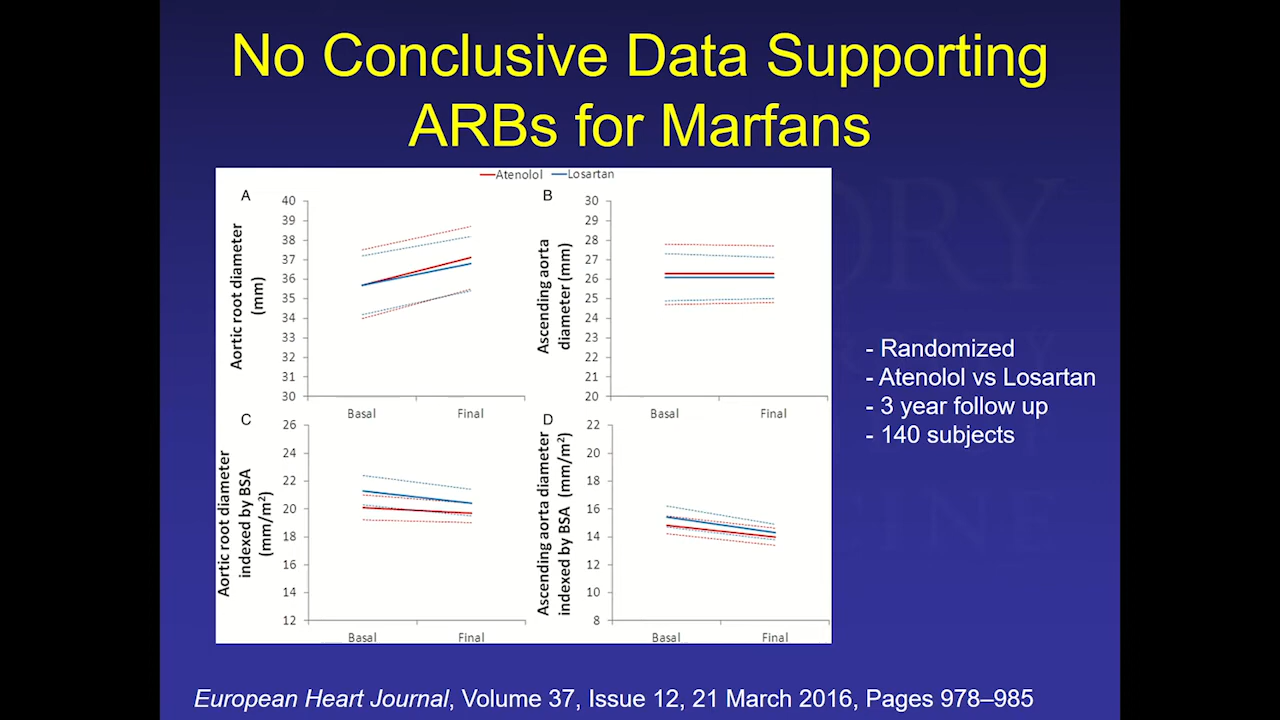 No Conclusive Data Supporting
ARBs for Marfans
Atenolol Losartan
A
Aortic root diameter
(mm)
40
39
38
37
36
35
34
33
32
31
30
Basal Final
B
Ascending aorta
diameter (mm)
30
29
28
27
26
25
24
23
22
21
20
Basal Final
C
Aortic root diameter
indexed by BSA
(mm/m²)
26
24
22
20
18
16
14
12
Basal Final
D
Ascending aorta diameter
indexed by BSA (mm/m²)
22
20
18
16
14
12
10
8
Basal Final
- Randomized
- Atenolol vs Losartan
- 3 year follow up
- 140 subjects
European Heart Journal, Volume 37, Issue 12, 21 March 2016, Pages 978–985